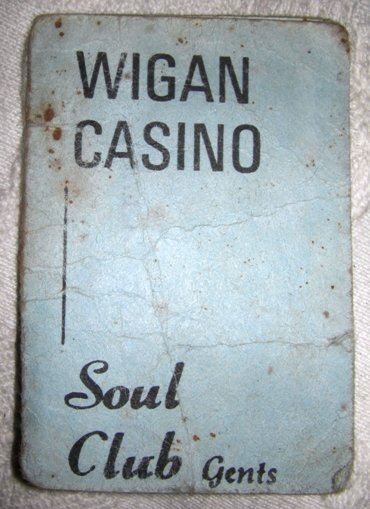 WIGAN
CASINO
Soul
Club Gents